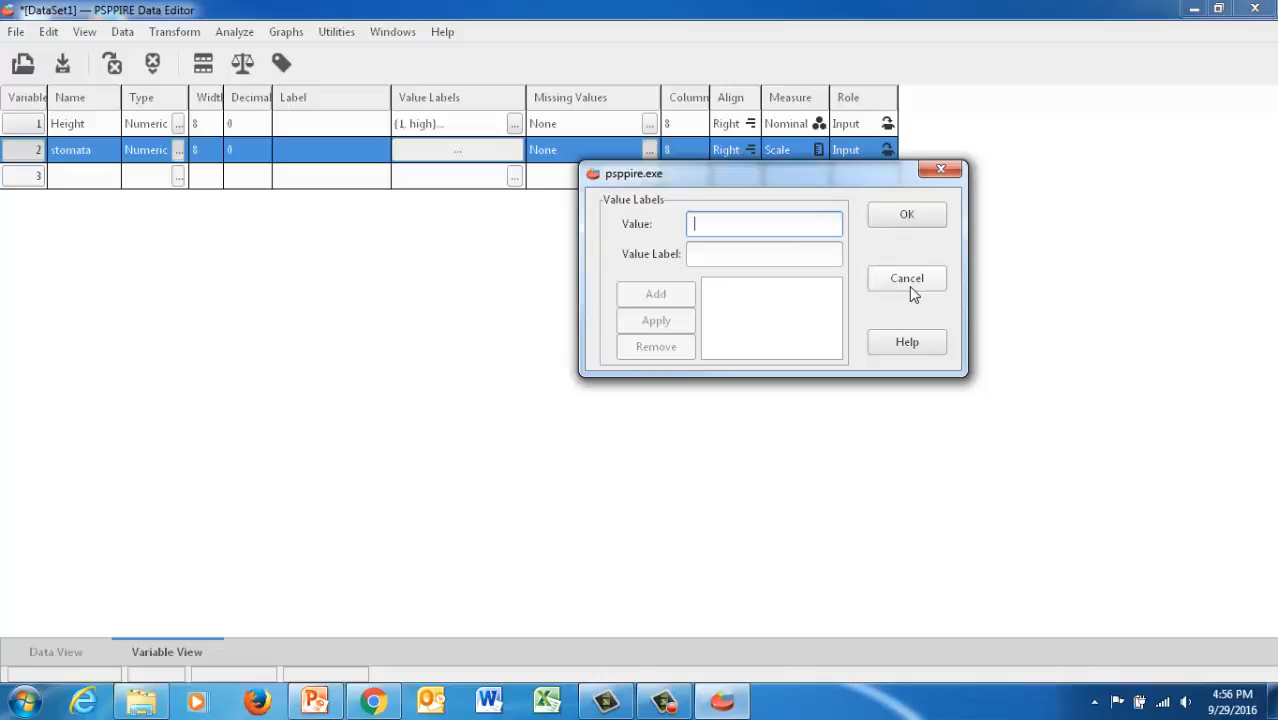 *[DataSet1] — PSPPIRE Data Editor
File Edit View Data Transform Analyze Graphs Utilities Windows Help
Variable Name Type Width Decimal Label Value Labels Missing Values Column Align Measure Role
1 Height Numeric ... 8 0 {1, high}... ... None ... 8 Right Nominal Input
2 stomata Numeric ... 8 0 ... None ... 8 Right Scale Input
3 ... ...
psppire.exe
Value Labels
Value:
OK
Value Label:
Cancel
Add
Apply
Help
Remove
Data View Variable View
4:56 PM
9/29/2016